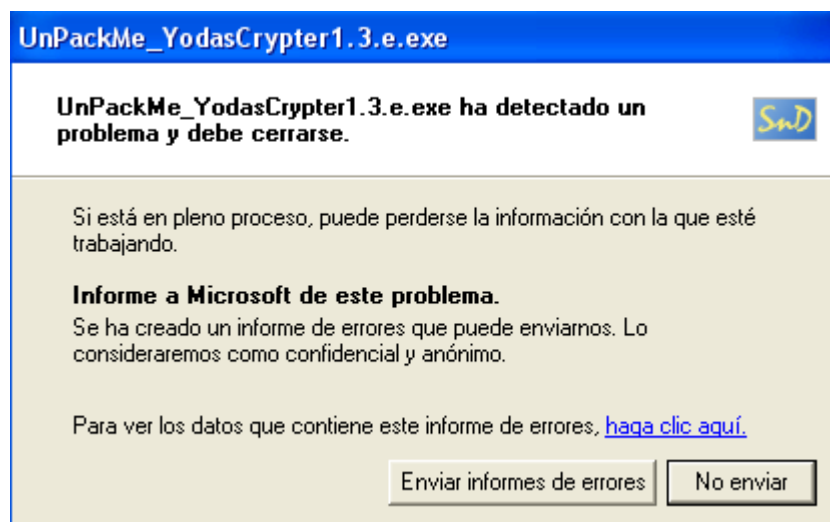 UnPackMe_YodasCrypter1.3.e.exe
UnPackMe_YodasCrypter1.3.e.exe ha detectado un
problema y debe cerrarse.
SnD
Si está en pleno proceso, puede perderse la información con la que esté
trabajando.
Informe a Microsoft de este problema.
Se ha creado un informe de errores que puede enviarnos. Lo
consideraremos como confidencial y anónimo.
Para ver los datos que contiene este informe de errores, haga clic aquí.
Enviar informes de errores
No enviar